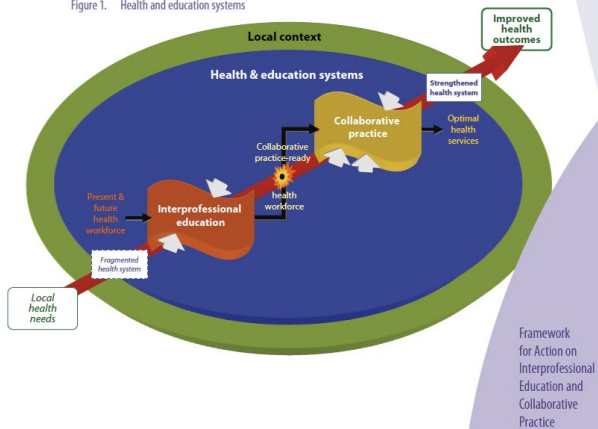 Figure 1. Health and education systems
Improved
health
outcomes
Local context
Health & education systems
Strengthened
health system
Collaborative
practice
Optimal
health
services
Collaborative
practice-ready
health
workforce
Present &
future
health
workforce
Interprofessional
education
Fragmented
health system
Local
health
needs
Framework
for Action on
Interprofessional
Education and
Collaborative
Practice